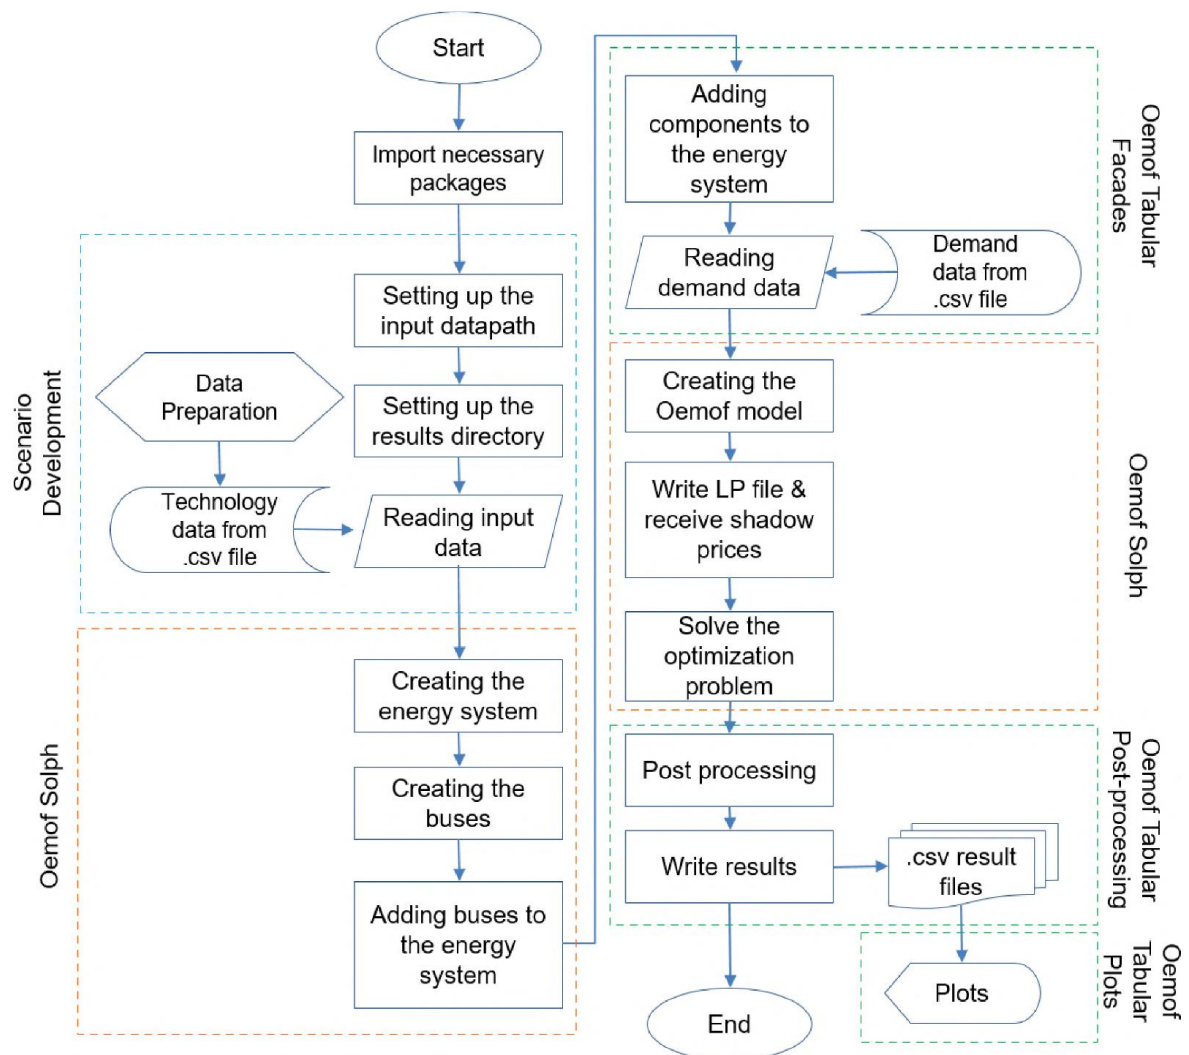 Start
Import necessary
packages
Scenario
Development
Setting up the
input datapath
Data
Preparation
Setting up the
results directory
Technology
data from
.csv file
Reading input
data
Oemof Solph
Creating the
energy system
Creating the
buses
Adding buses to
the energy
system
Oemof Tabular
Facades
Adding
components to
the energy
system
Reading
demand data
Demand
data from
.csv file
Oemof Solph
Creating the
Oemof model
Write LP file &
receive shadow
prices
Solve the
optimization
problem
Oemof Tabular
Post-processing
Post processing
Write results
.csv result
files
Oemof
Tabular
Plots
Plots
End